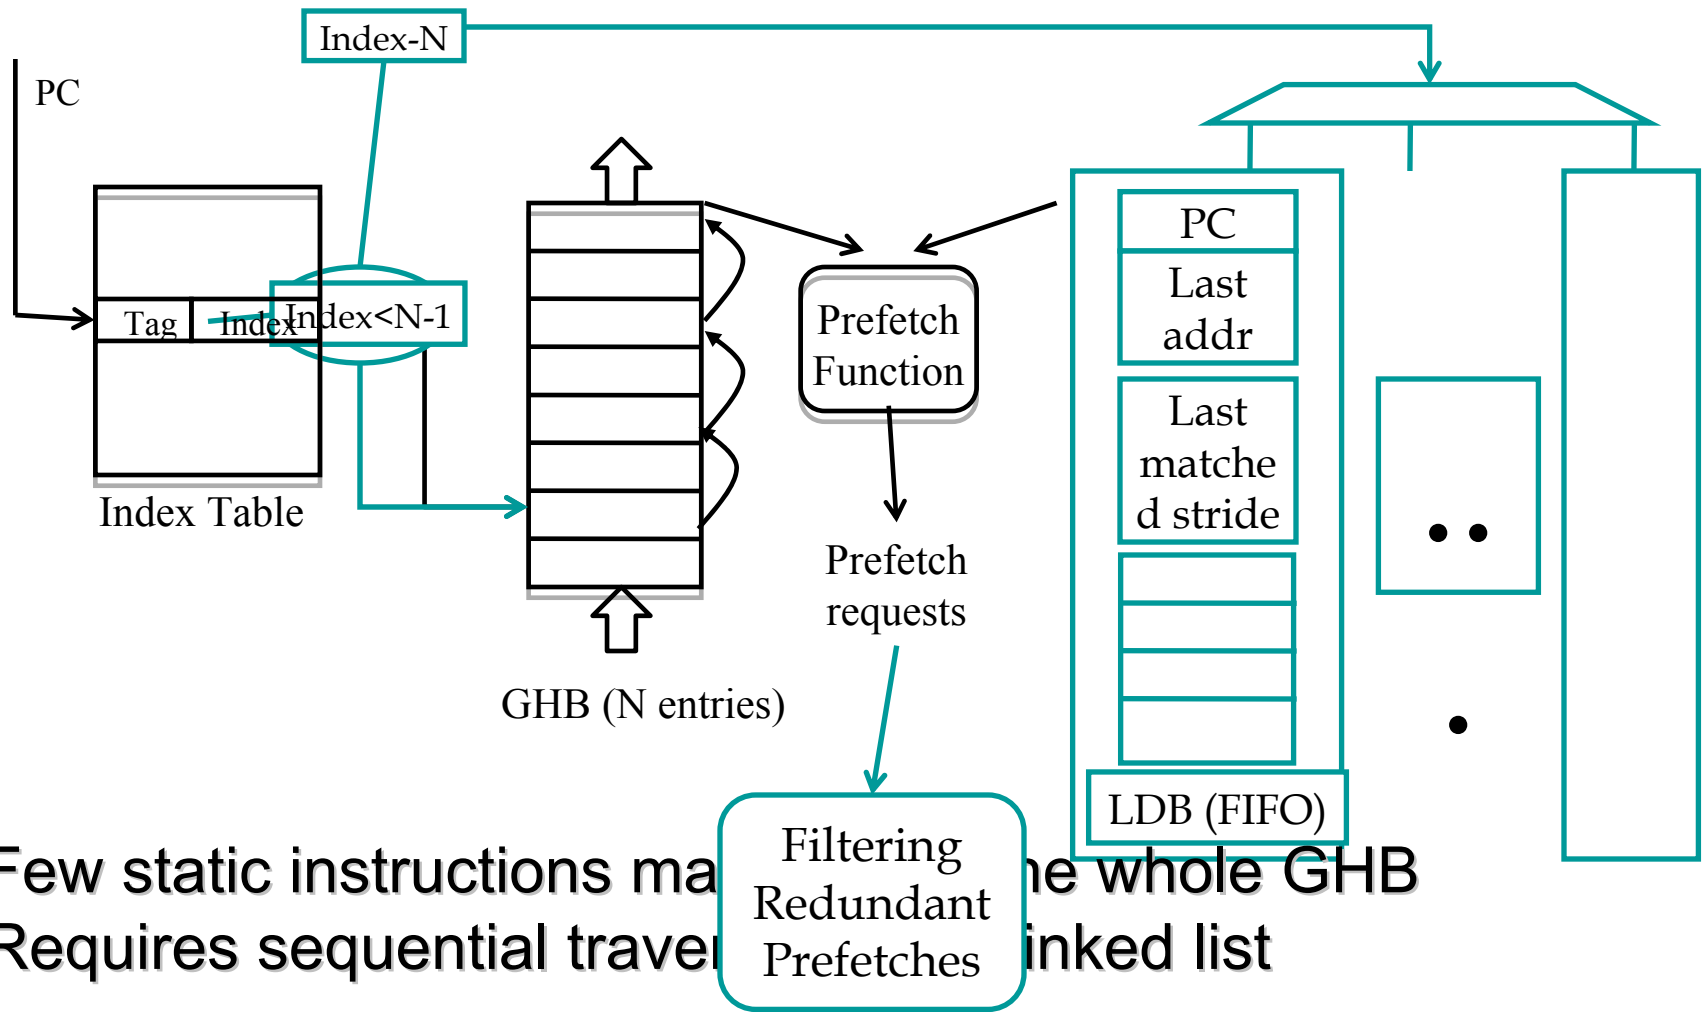 Index-N
PC
Tag
Index
Index<N-1
Index Table
GHB (N entries)
Prefetch
Function
Prefetch
requests
PC
Last
addr
Last
matche
d stride
LDB (FIFO)
Filtering
Redundant
Prefetches
Few static instructions ma he whole GHB
Requires sequential traver inked list